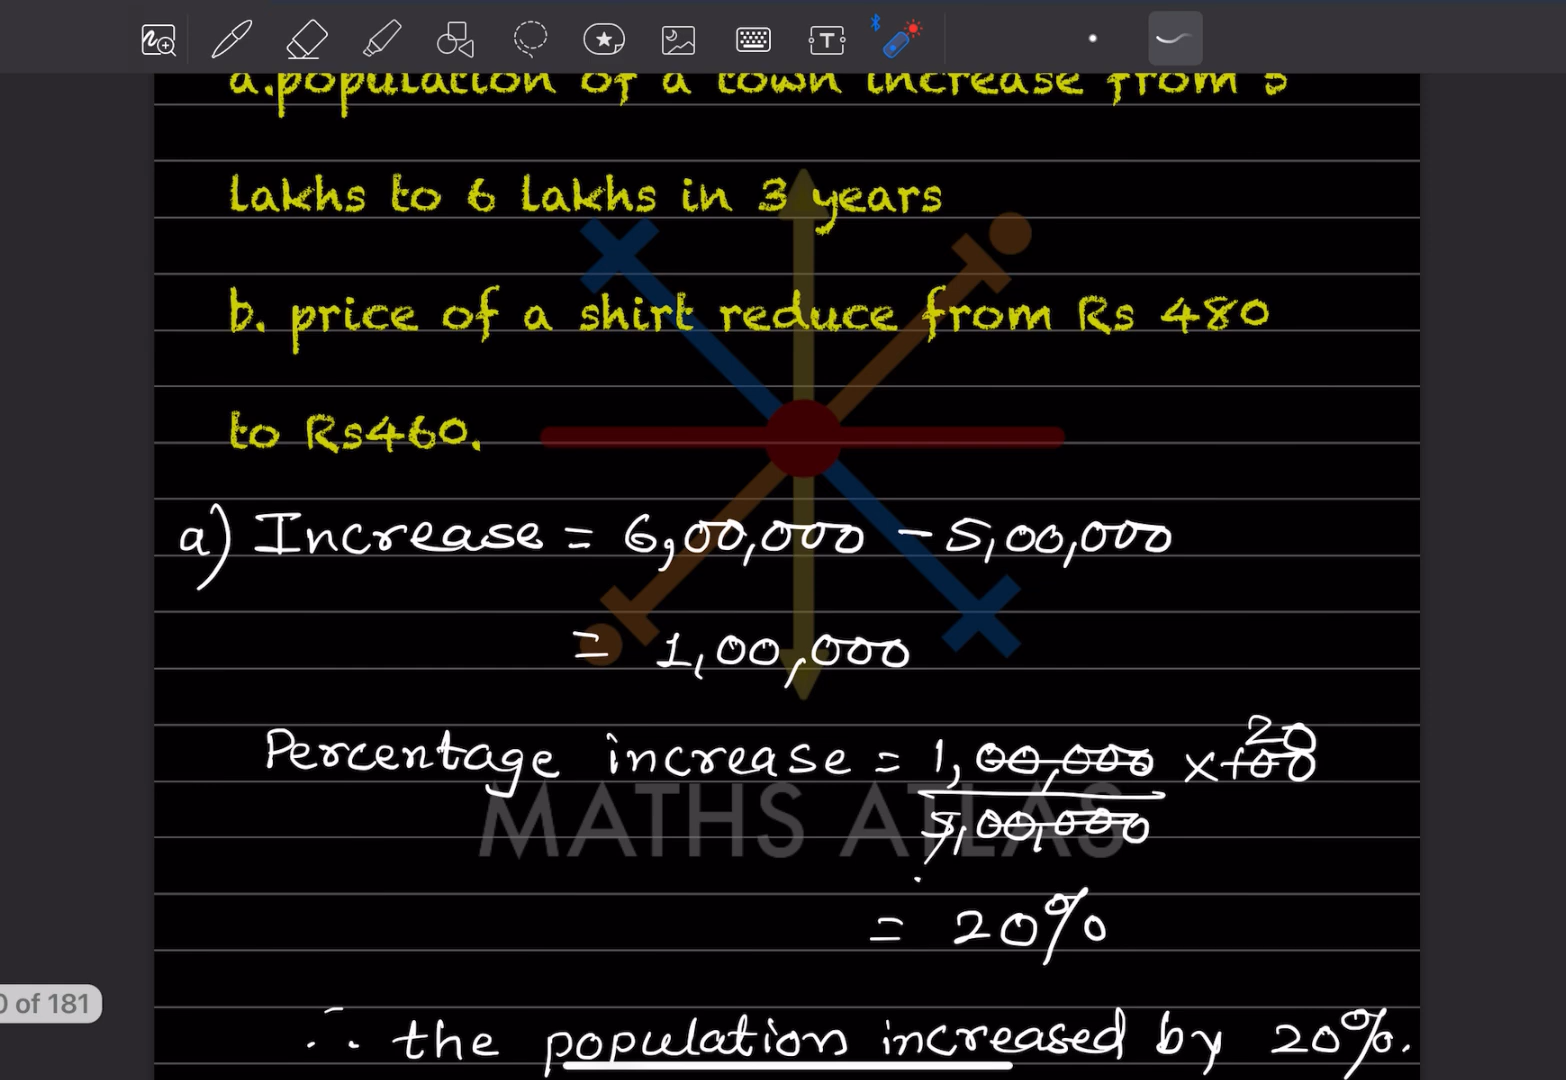 a.population of a town increase from 5
lakhs to 6 lakhs in 3 years
b. price of a shirt reduce from Rs 480
to Rs460.
a) Increase = 6,00,000 - 5,00,000
= 1,00,000
20
Percentage increase = 1,00,000 × 100
5,00,000
MATHS ATLAS
= 20%
0 of 181
∴ the population increased by 20%.